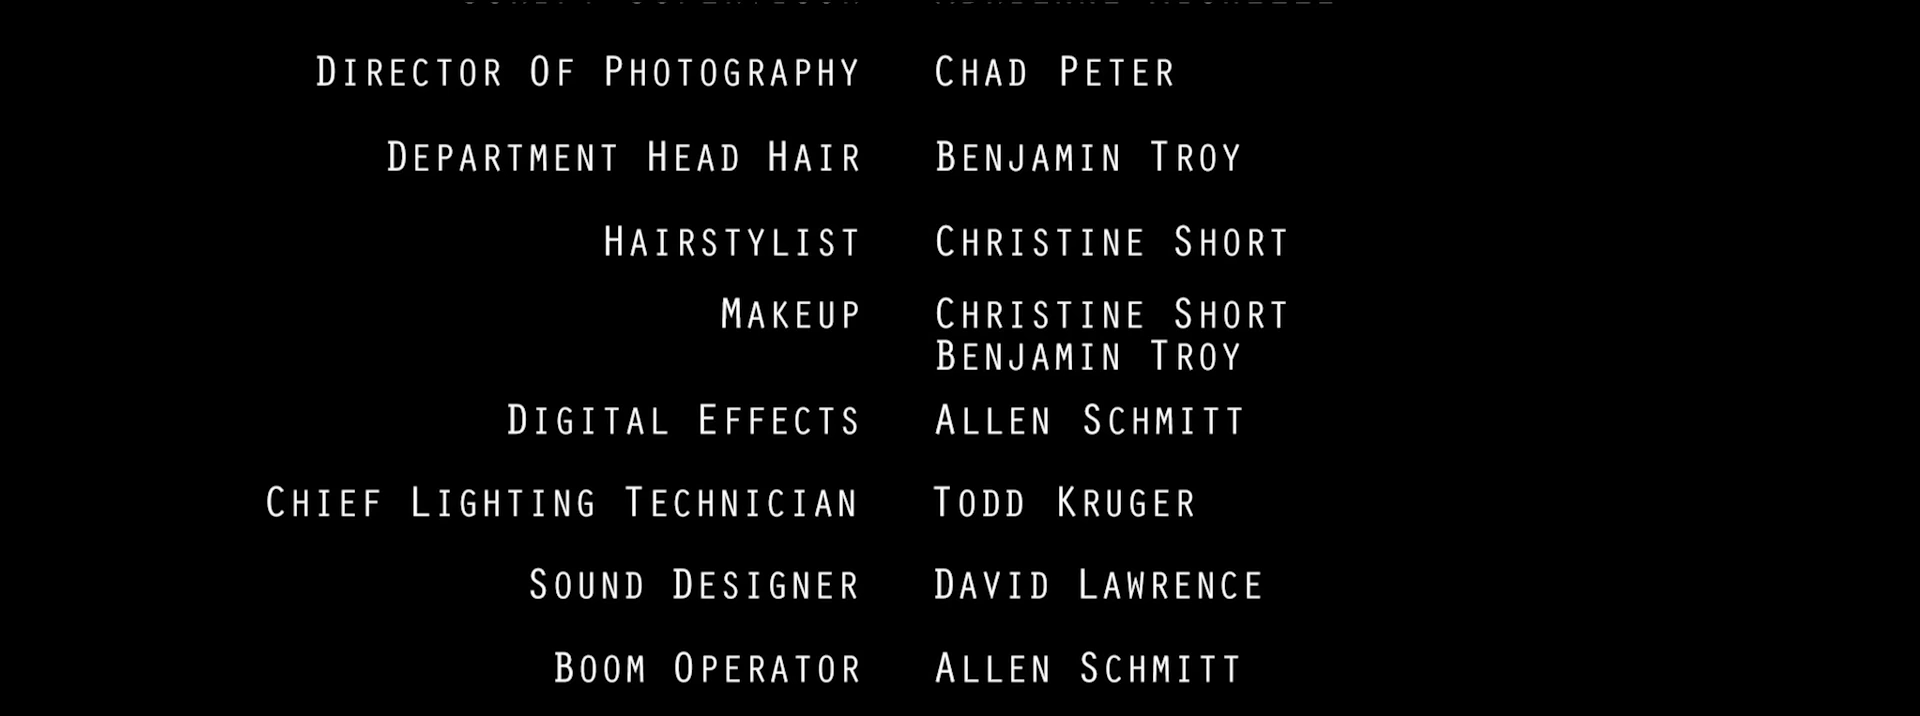 Director Of Photography Chad Peter
Department Head Hair Benjamin Troy
Hairstylist Christine Short
Makeup Christine Short
Benjamin Troy
Digital Effects Allen Schmitt
Chief Lighting Technician Todd Kruger
Sound Designer David Lawrence
Boom Operator Allen Schmitt